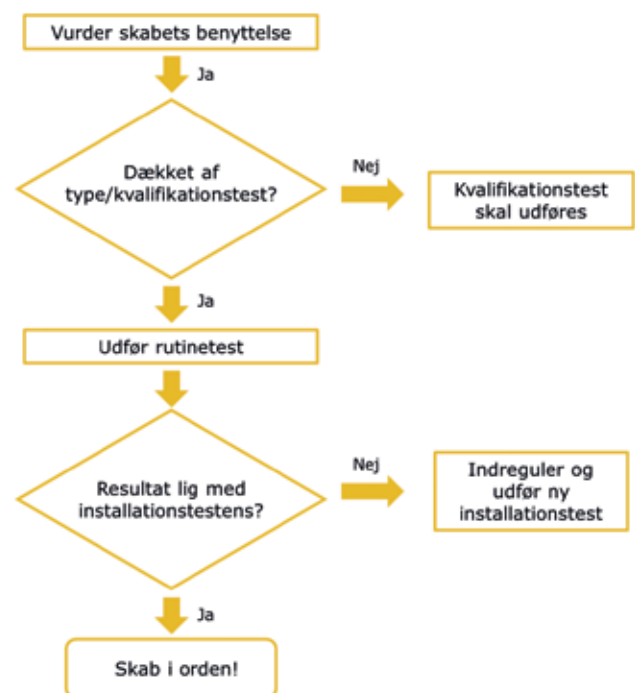 Vurder skabets benyttelse
Ja
Dækket af
type/kvalifikationstest?
Nej
Kvalifikationstest
skal udføres
Ja
Udfør rutinetest
Resultat lig med
installationstestens?
Nej
Indreguler og
udfør ny
installationstest
Ja
Skab i orden!